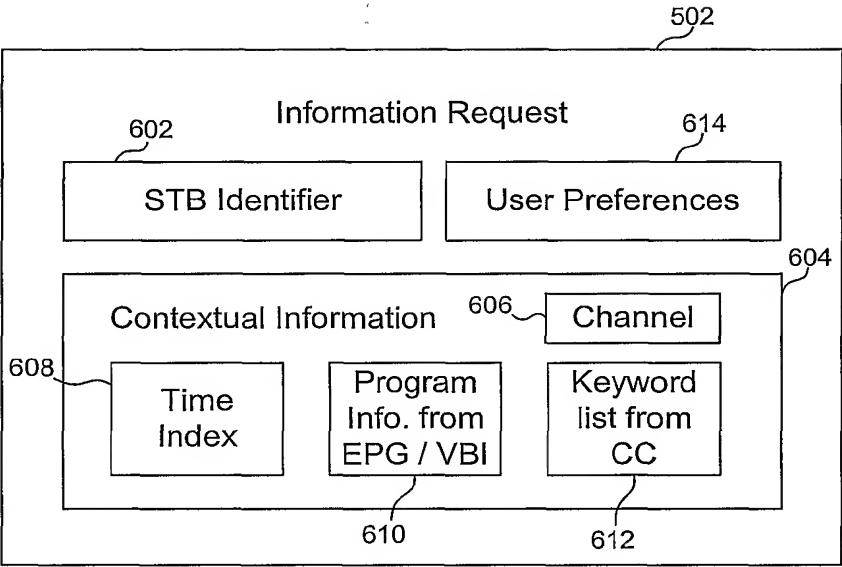 502
Information Request
602
614
STB Identifier
User Preferences
604
Contextual Information
606
Channel
608
Time
Index
Program
Info. from
EPG / VBI
Keyword
list from
CC
610
612